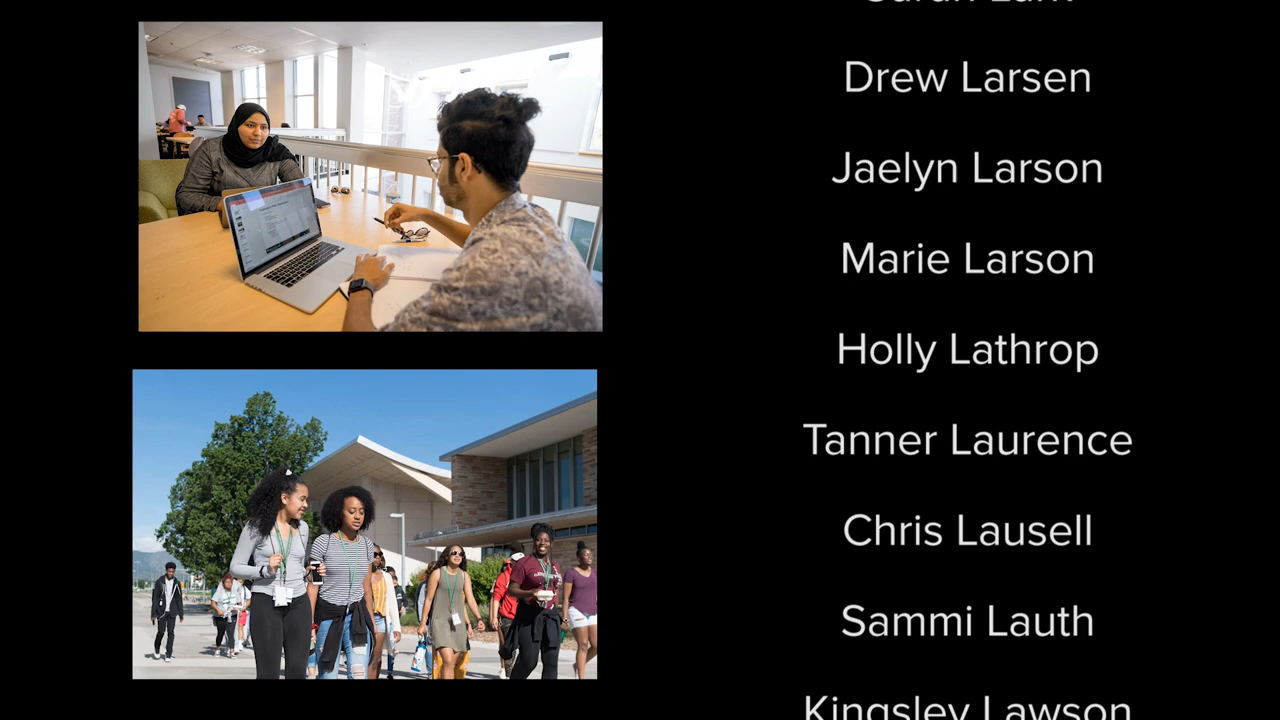 Drew Larsen
Jaelyn Larson
Marie Larson
Holly Lathrop
Tanner Laurence
Chris Lausell
Sammi Lauth
Kingsley Lawson